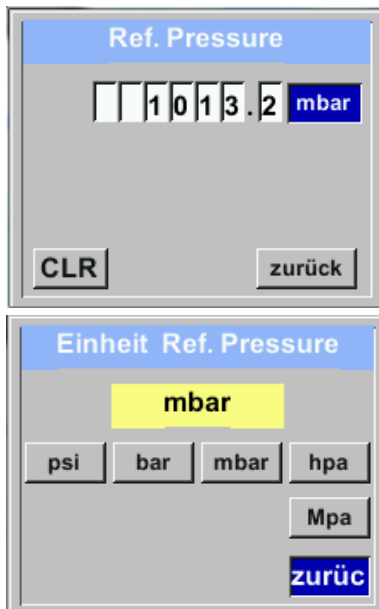 Ref. Pressure
1013.2 mbar
CLR zurück
Einheit Ref. Pressure
mbar
psi bar mbar hpa
Mpa
zurüc